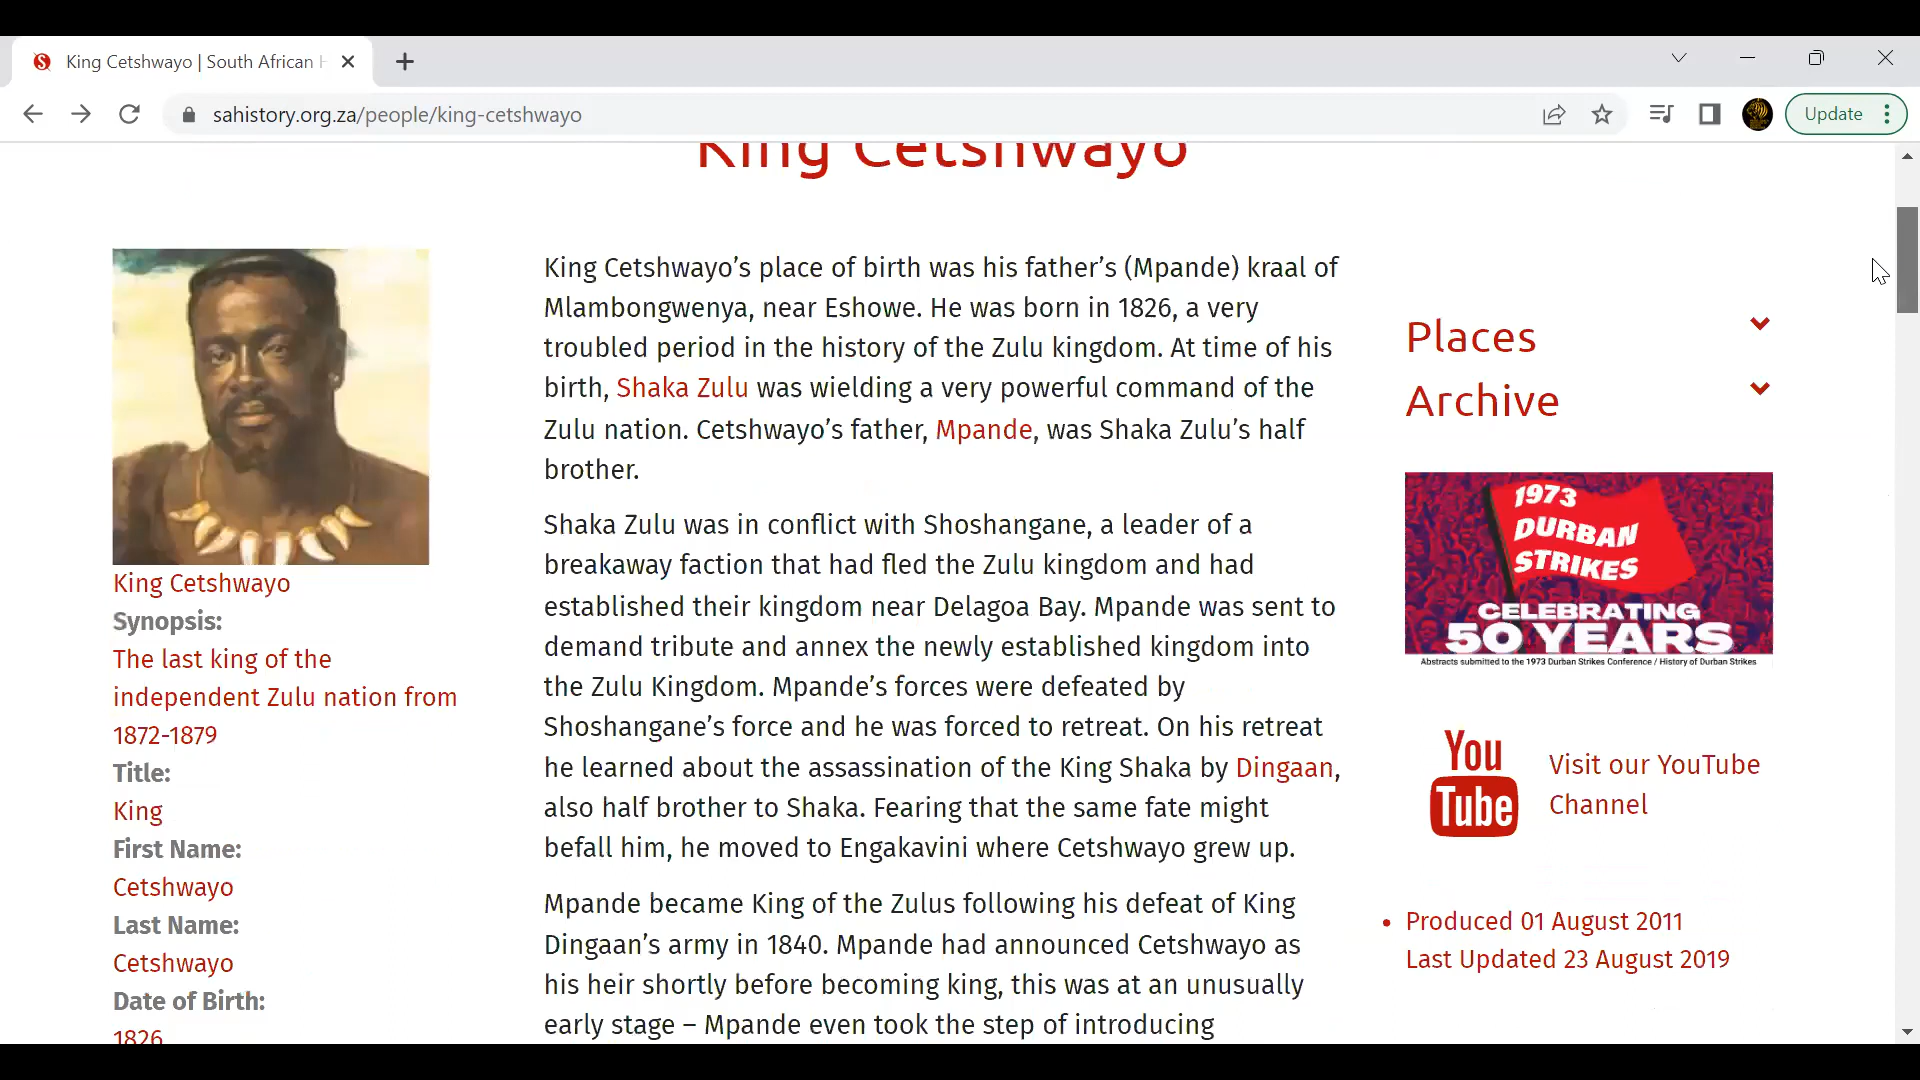 King Cetshwayo | South African
Update
sahistory.org.za/people/king-cetshwayo
King Cetshwayo
King Cetshwayo
Synopsis:
The last king of the
independent Zulu nation from
1872-1879
Title:
King
First Name:
Cetshwayo
Last Name:
Cetshwayo
Date of Birth:
1826
King Cetshwayo’s place of birth was his father’s (Mpande) kraal of
Mlambongwenya, near Eshowe. He was born in 1826, a very
troubled period in the history of the Zulu kingdom. At time of his
birth, Shaka Zulu was wielding a very powerful command of the
Zulu nation. Cetshwayo’s father, Mpande, was Shaka Zulu’s half
brother.
Shaka Zulu was in conflict with Shoshangane, a leader of a
breakaway faction that had fled the Zulu kingdom and had
established their kingdom near Delagoa Bay. Mpande was sent to
demand tribute and annex the newly established kingdom into
the Zulu Kingdom. Mpande’s forces were defeated by
Shoshangane’s force and he was forced to retreat. On his retreat
he learned about the assassination of the King Shaka by Dingaan,
also half brother to Shaka. Fearing that the same fate might
befall him, he moved to Engakavini where Cetshwayo grew up.
Mpande became King of the Zulus following his defeat of King
Dingaan’s army in 1840. Mpande had announced Cetshwayo as
his heir shortly before becoming king, this was at an unusually
early stage – Mpande even took the step of introducing
Places
Archive
1973
DURBAN
STRIKES
CELEBRATING
50 YEARS
Abstracts submitted to the 1973 Durban Strikes Conference / History of Durban Strikes
You
Tube
Visit our YouTube
Channel
• Produced 01 August 2011
Last Updated 23 August 2019